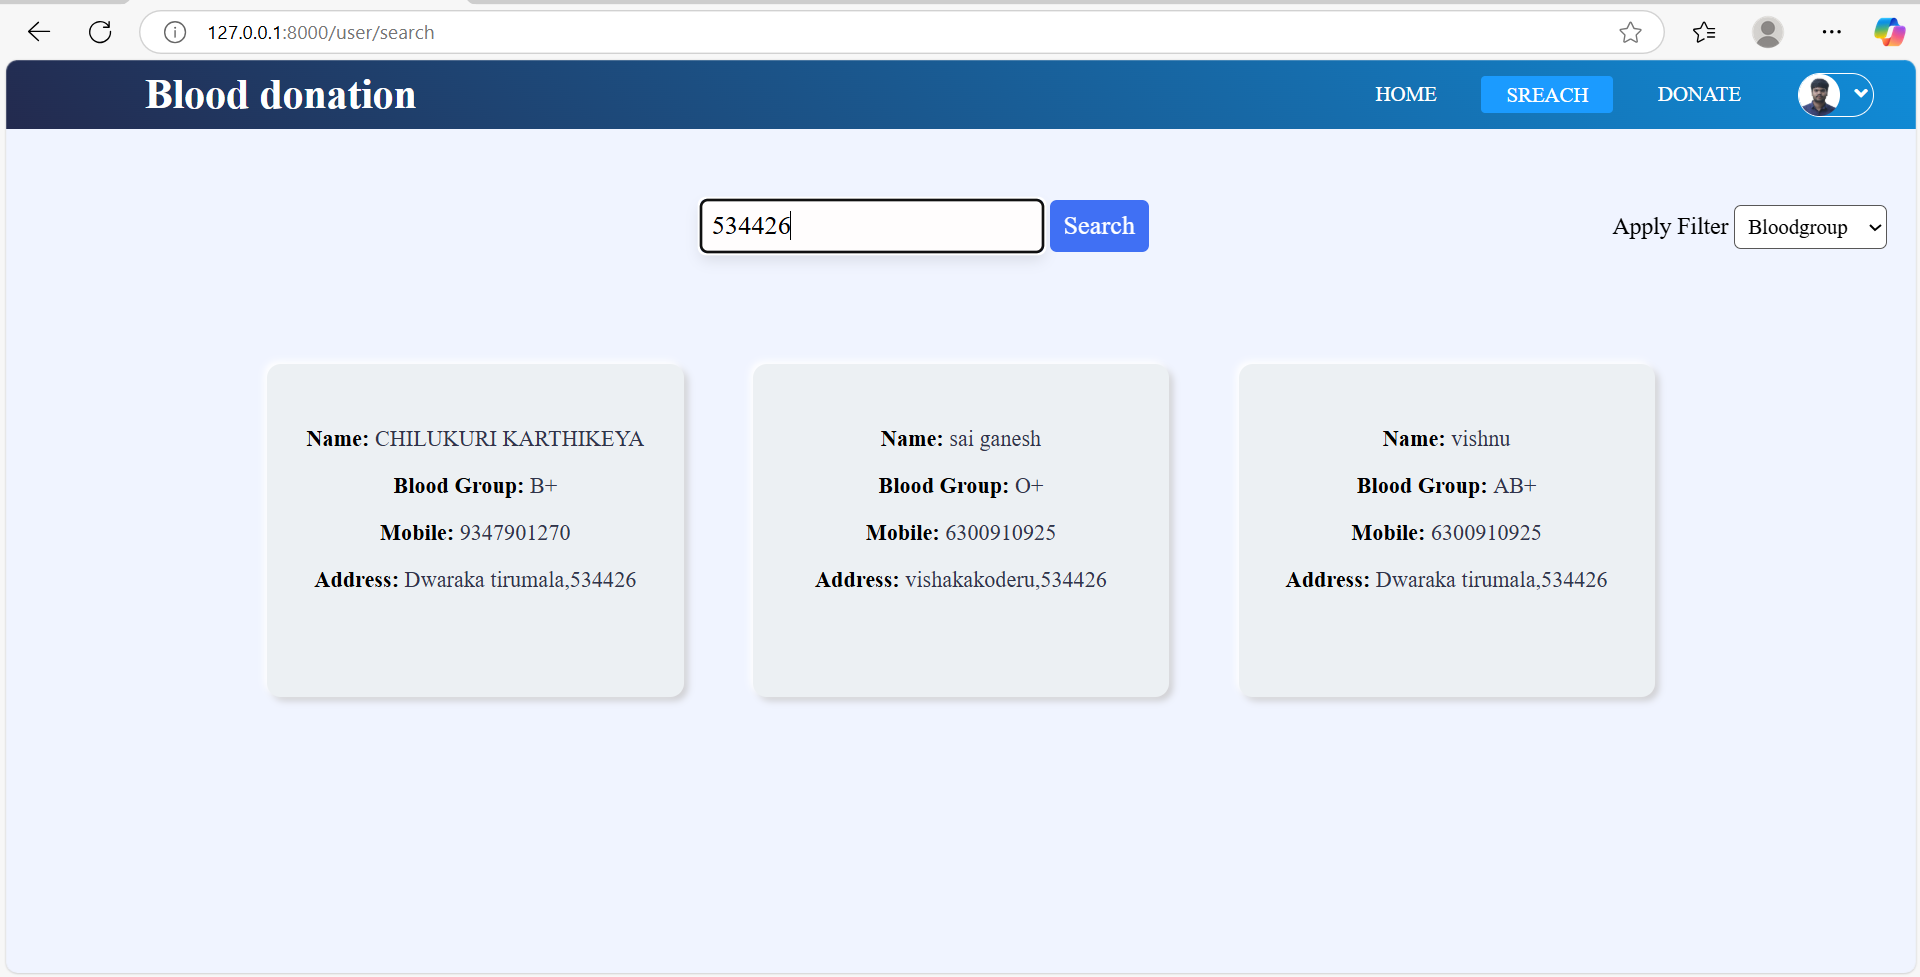 127.0.0.1:8000/user/search
Blood donation
HOME
SREACH
DONATE
534426
Search
Apply Filter
Bloodgroup
Name: CHILUKURI KARTHIKEYA
Blood Group: B+
Mobile: 9347901270
Address: Dwaraka tirumala,534426
Name: sai ganesh
Blood Group: O+
Mobile: 6300910925
Address: vishakakoderu,534426
Name: vishnu
Blood Group: AB+
Mobile: 6300910925
Address: Dwaraka tirumala,534426